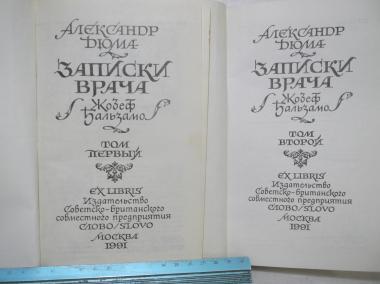 АЛЕКСАНДР
ДЮМА
ЗАПИСКИ
ВРАЧА
Жозеф
Бальзамо
ТОМ
ПЕРВЫЙ
EX LIBRIS
Издательство
Советско-британского
совместного предприятия
СЛОВО/SLOVO
МОСКВА
1991
АЛЕКСАНДР
ДЮМА
ЗАПИСКИ
ВРАЧА
Жозеф
Бальзамо
ТОМ
ВТОРОЙ
EX LIBRIS
Издательство
Советско-британского
совместного предприятия
СЛОВО/SLOVO
МОСКВА
1991